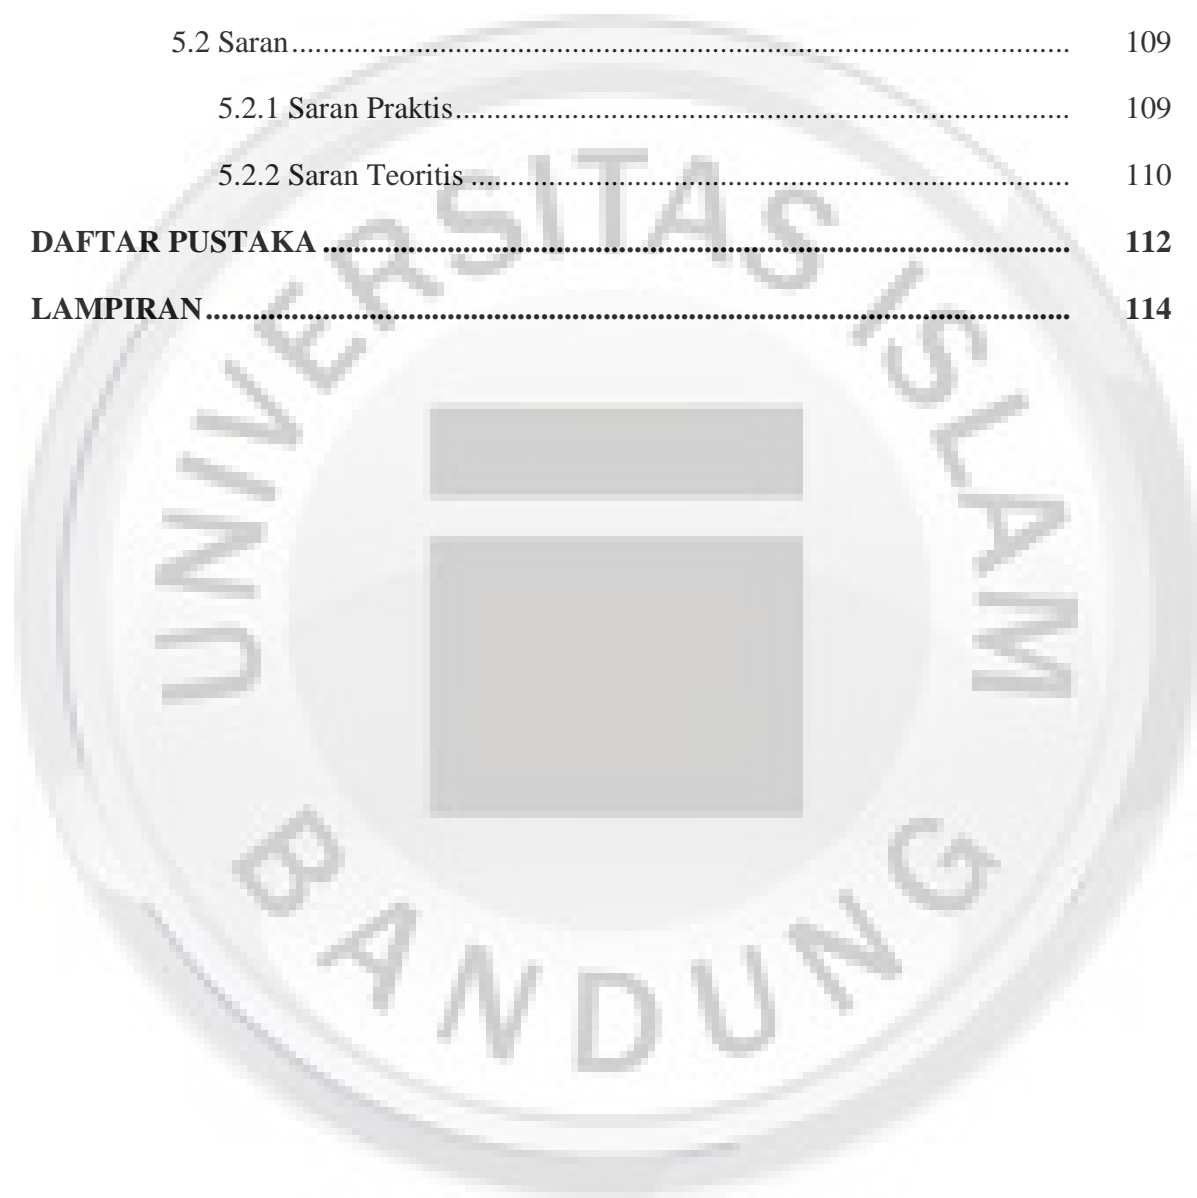 5.2 Saran.................................................................................... 109
5.2.1 Saran Praktis.................................................................. 109
5.2.2 Saran Teoritis ................................................................ 110
DAFTAR PUSTAKA ................................................................................ 112
LAMPIRAN............................................................................................. 114
UNIVERSITAS ISLAM
BANDUNG